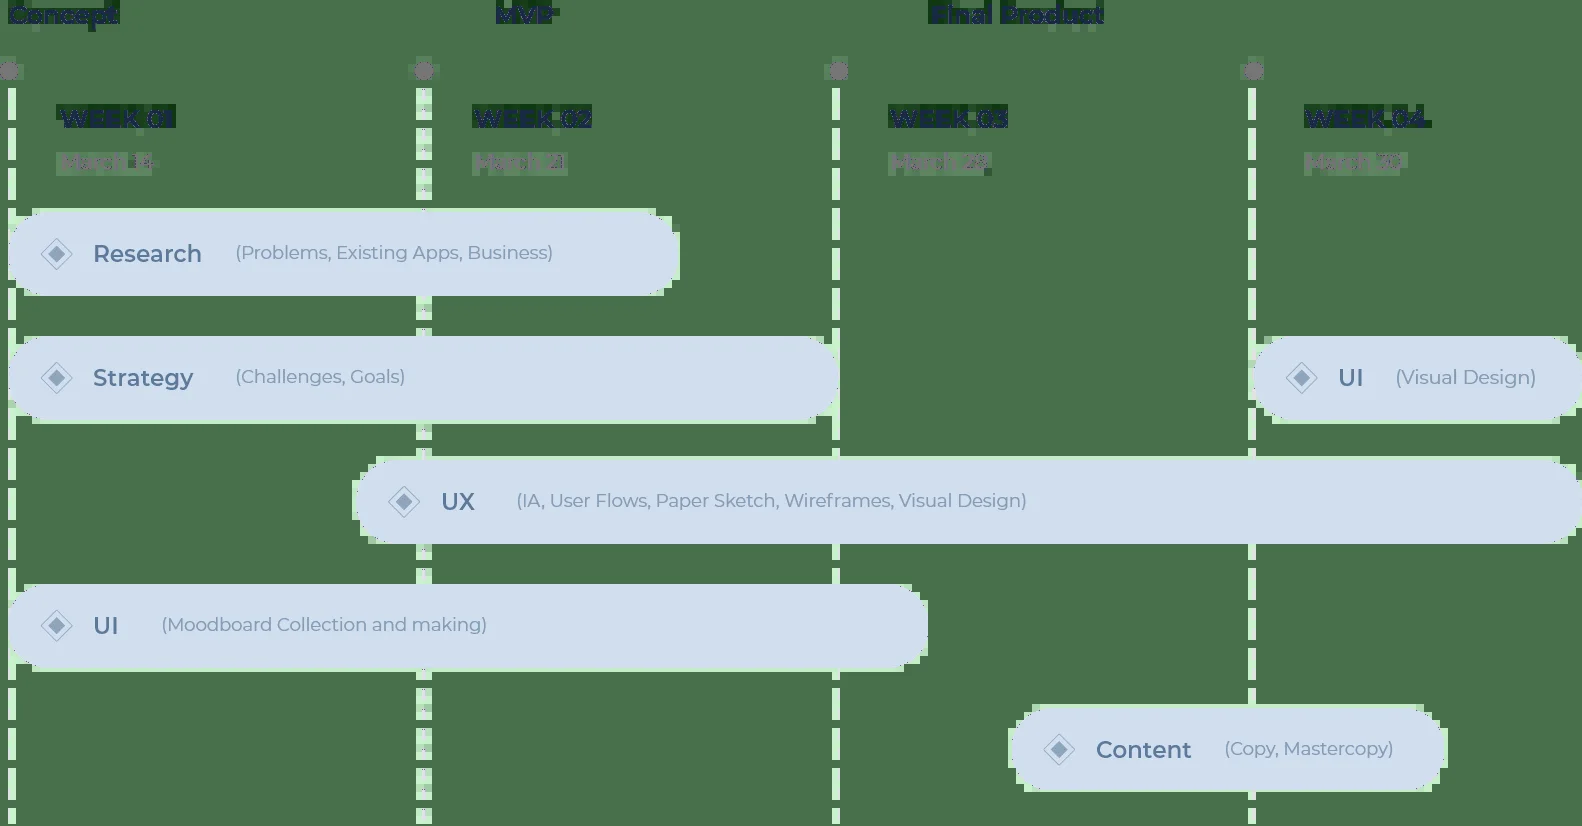 Concept MVP Final Product
WEEK 01 WEEK 02 WEEK 03 WEEK 04
March 14 March 21 March March
Research (Problems, Existing Apps, Business)
Strategy (Challenges, Goals)
UI (Visual Design)
UX (IA, User Flows, Paper Sketch, Wireframes, Visual Design)
UI (Moodboard Collection and making)
Content (Copy, Mastercopy)